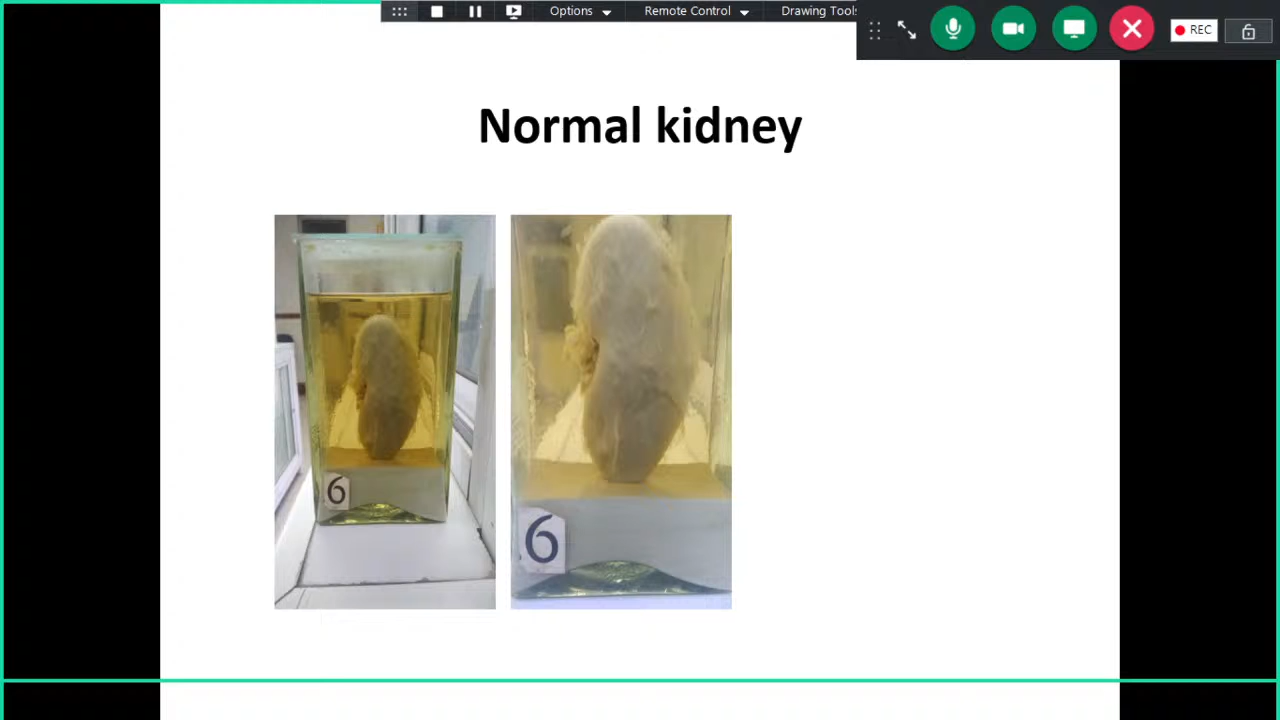 Options
Remote Control
Drawing Tools
REC
Normal kidney
6
6